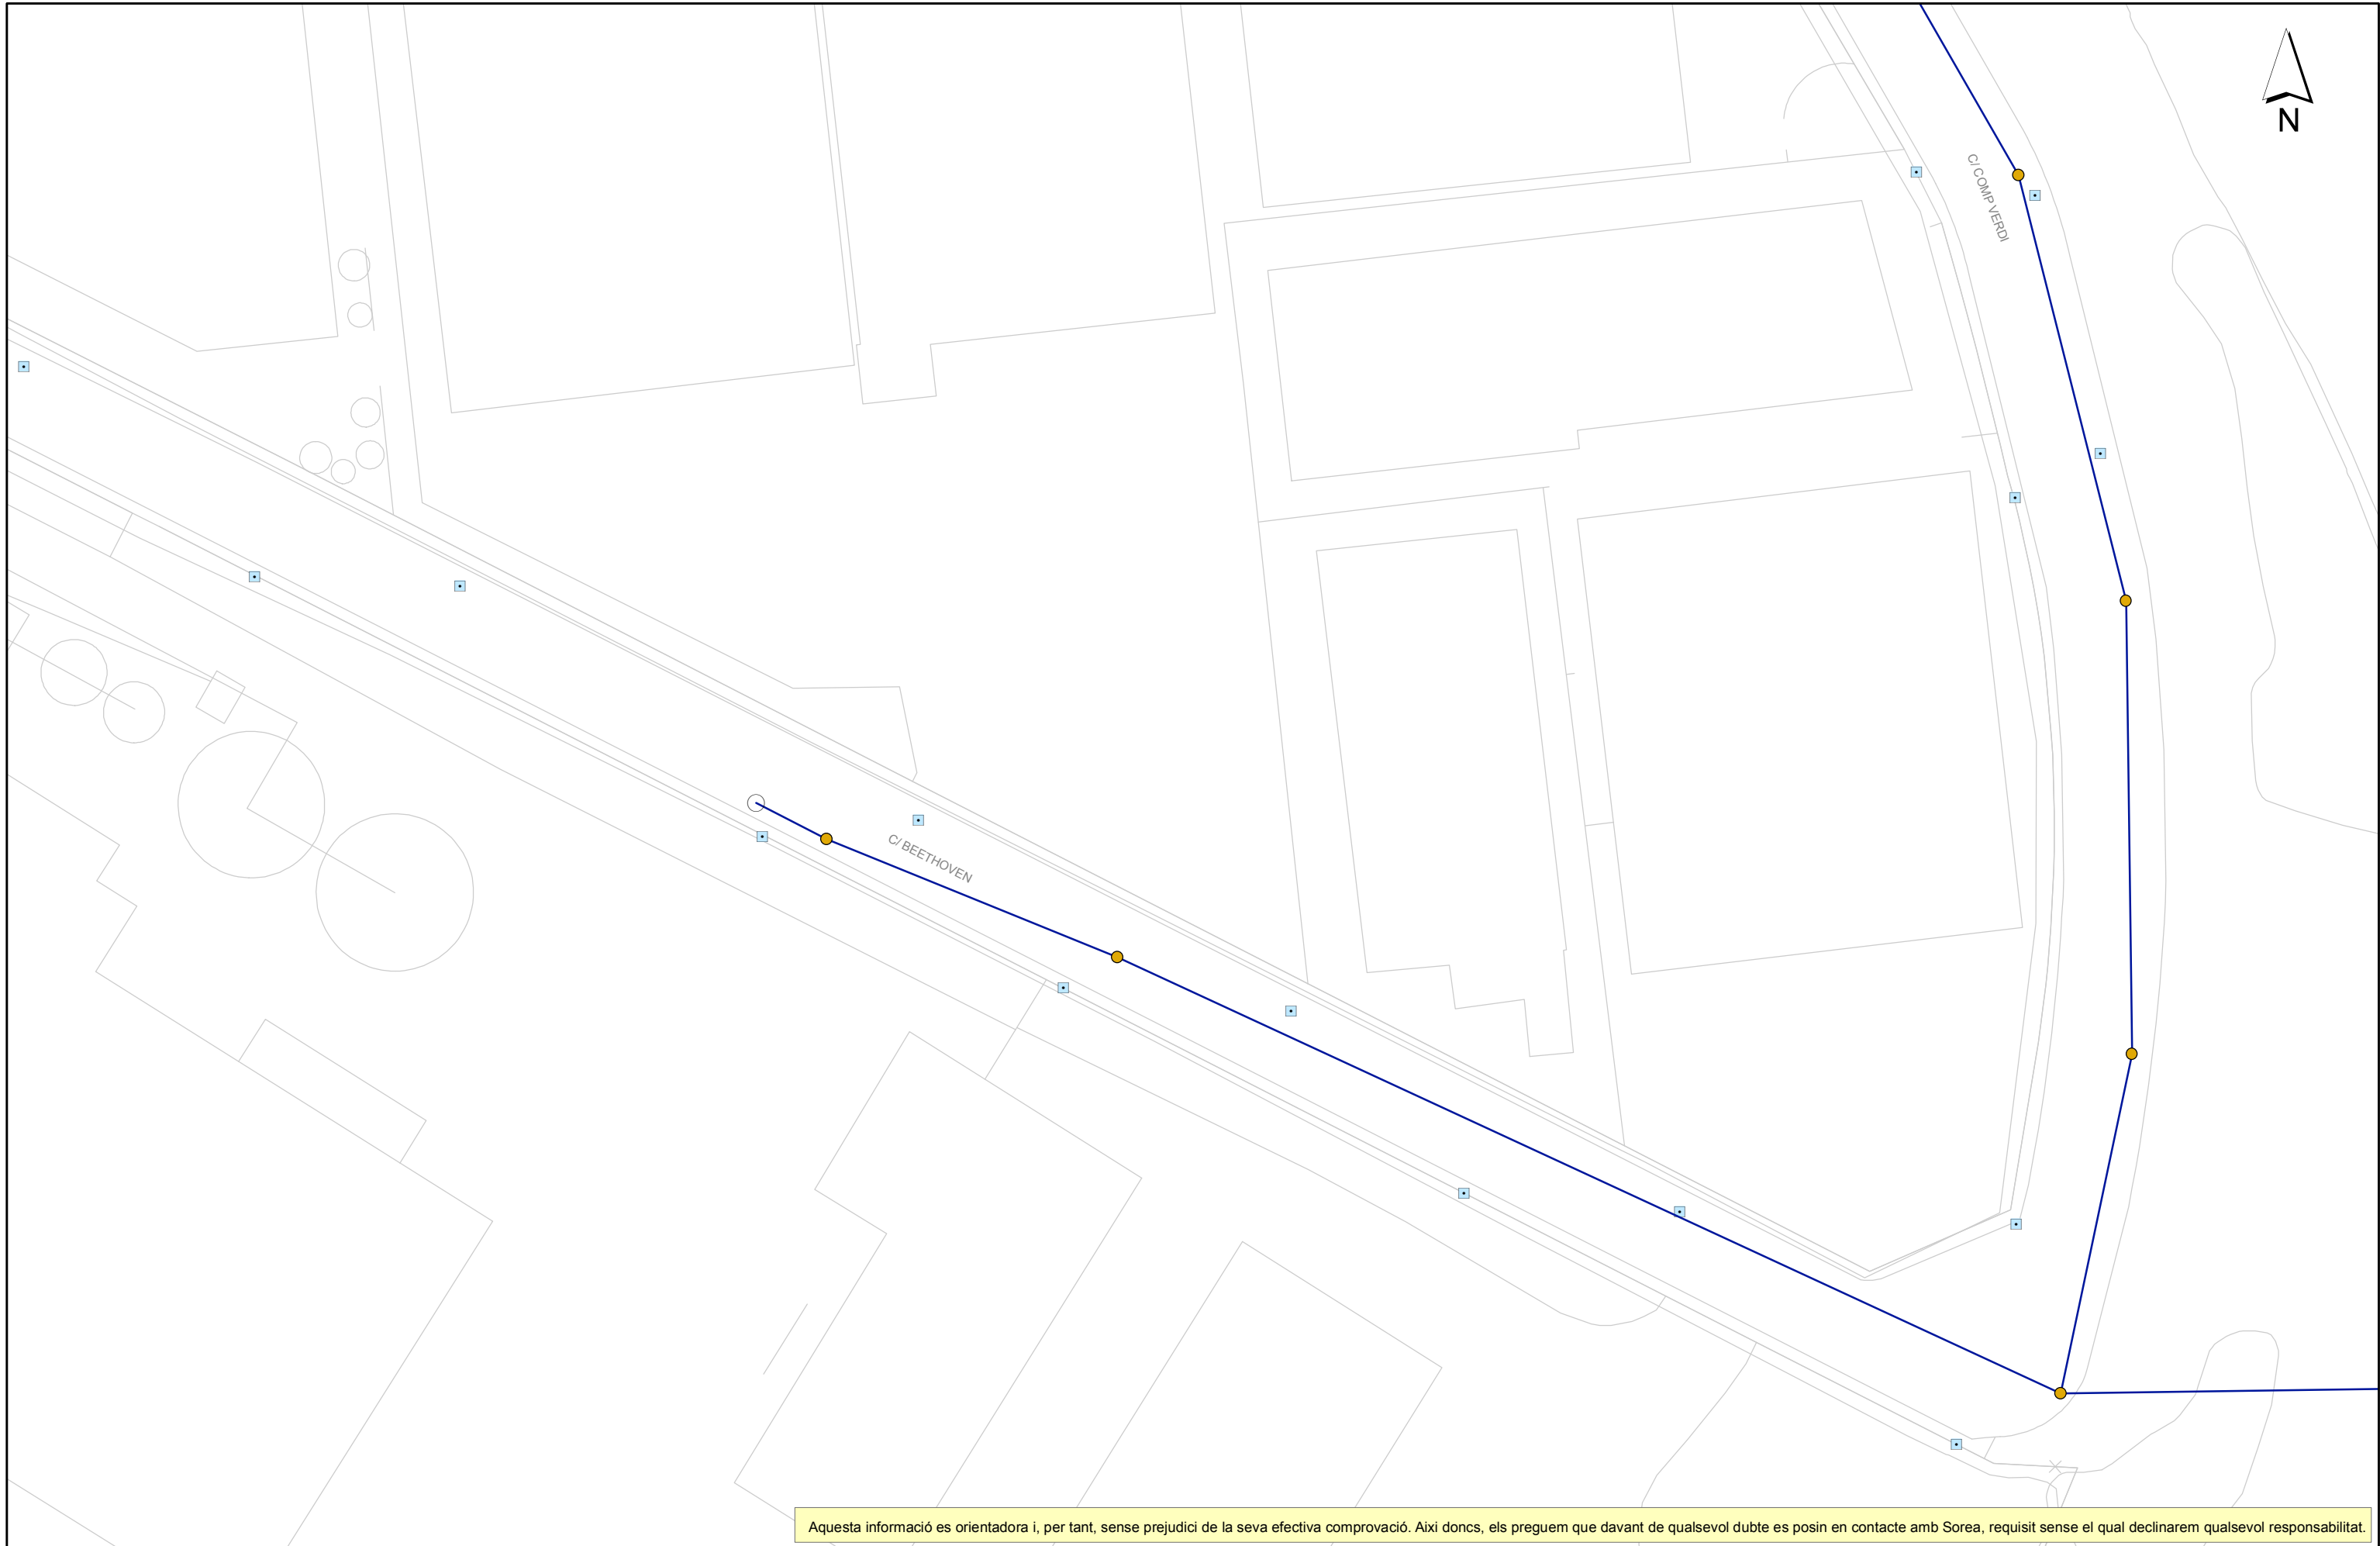 N
C/ COMP.VERDI
C/ BEETHOVEN
Aquesta informació es orientadora i, per tant, sense prejudici de la seva efectiva comprovació. Aixi doncs, els preguem que davant de qualsevol dubte es posin en contacte amb Sorea, requisit sense el qual declinarem qualsevol responsabilitat.